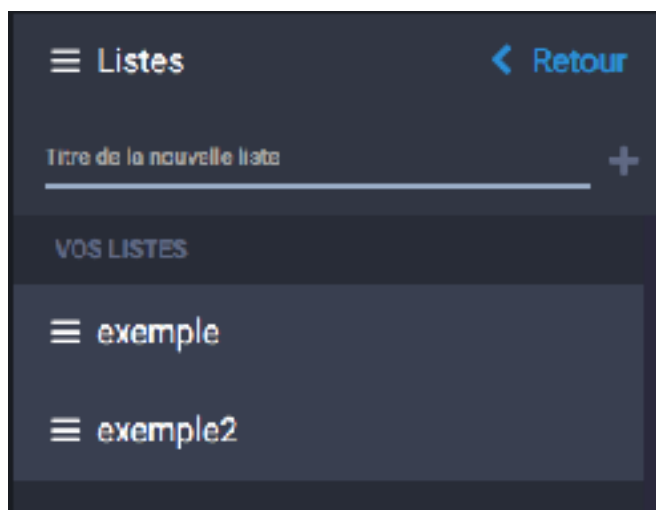 Listes
Retour
Titre de la nouvelle liste
VOS LISTES
exemple
exemple2